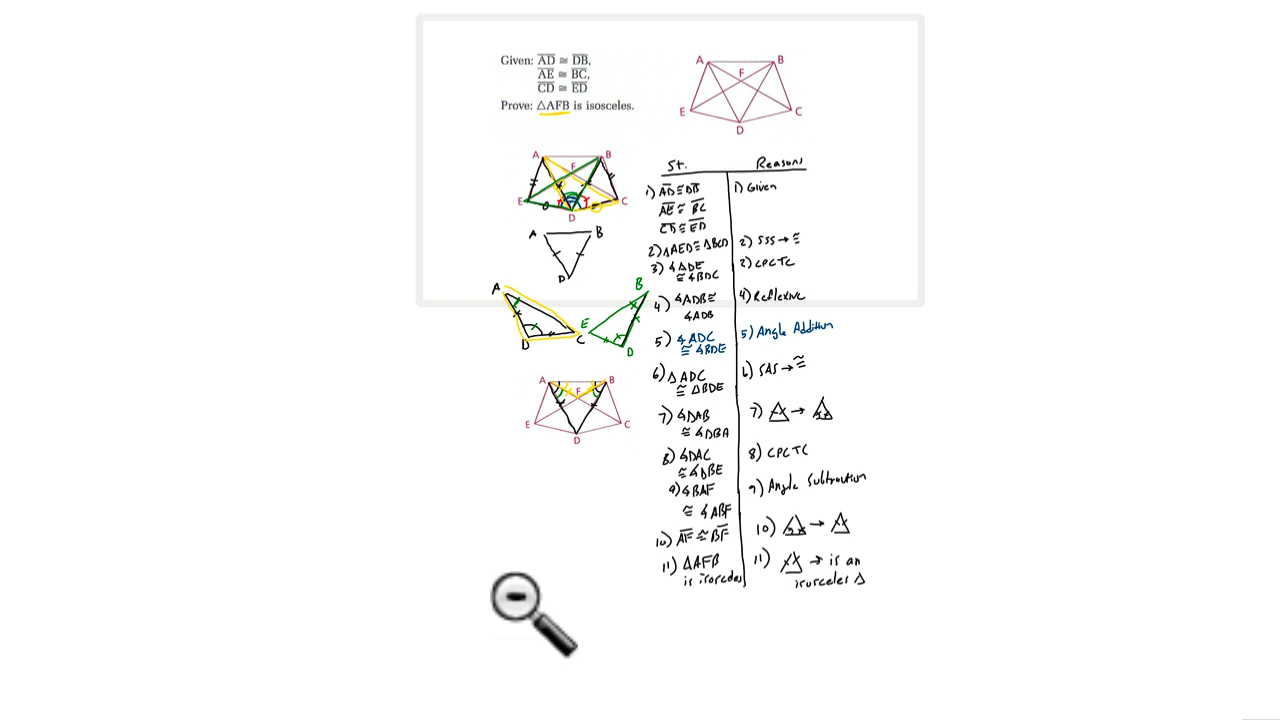 Given: AD ≅ DB,
AE ≅ BC,
CD ≅ ED
Prove: △AFB is isosceles.
A B
F
E C
D
A B
F
E C
D
A B
D
A
D C
B
E
D
A B
F
E C
D
St. Reasons
1) AD ≅ DB 1) Given
AE ≅ BC
CD ≅ ED
2) △AED ≅ △BCD 2) SSS → ≅
3) ∡ADE 3) CPCTC
≅ ∡BDC
4) ∡ADB ≅ 4) Reflexive
∡ADB
5) ∡ADC 5) Angle Addition
≅ ∡BDE
6) △ADC 6) SAS → ≅
≅ △BDE
7) ∡DAB 7) △ → △
≅ ∡DBA
8) ∡DAC 8) CPCTC
≅ ∡DBE
9) ∡BAF 9) Angle Subtraction
≅ ∡ABF
10) AF ≅ BF 10) △ → △
11) △AFB 11) △ → is an
is isosceles isosceles △